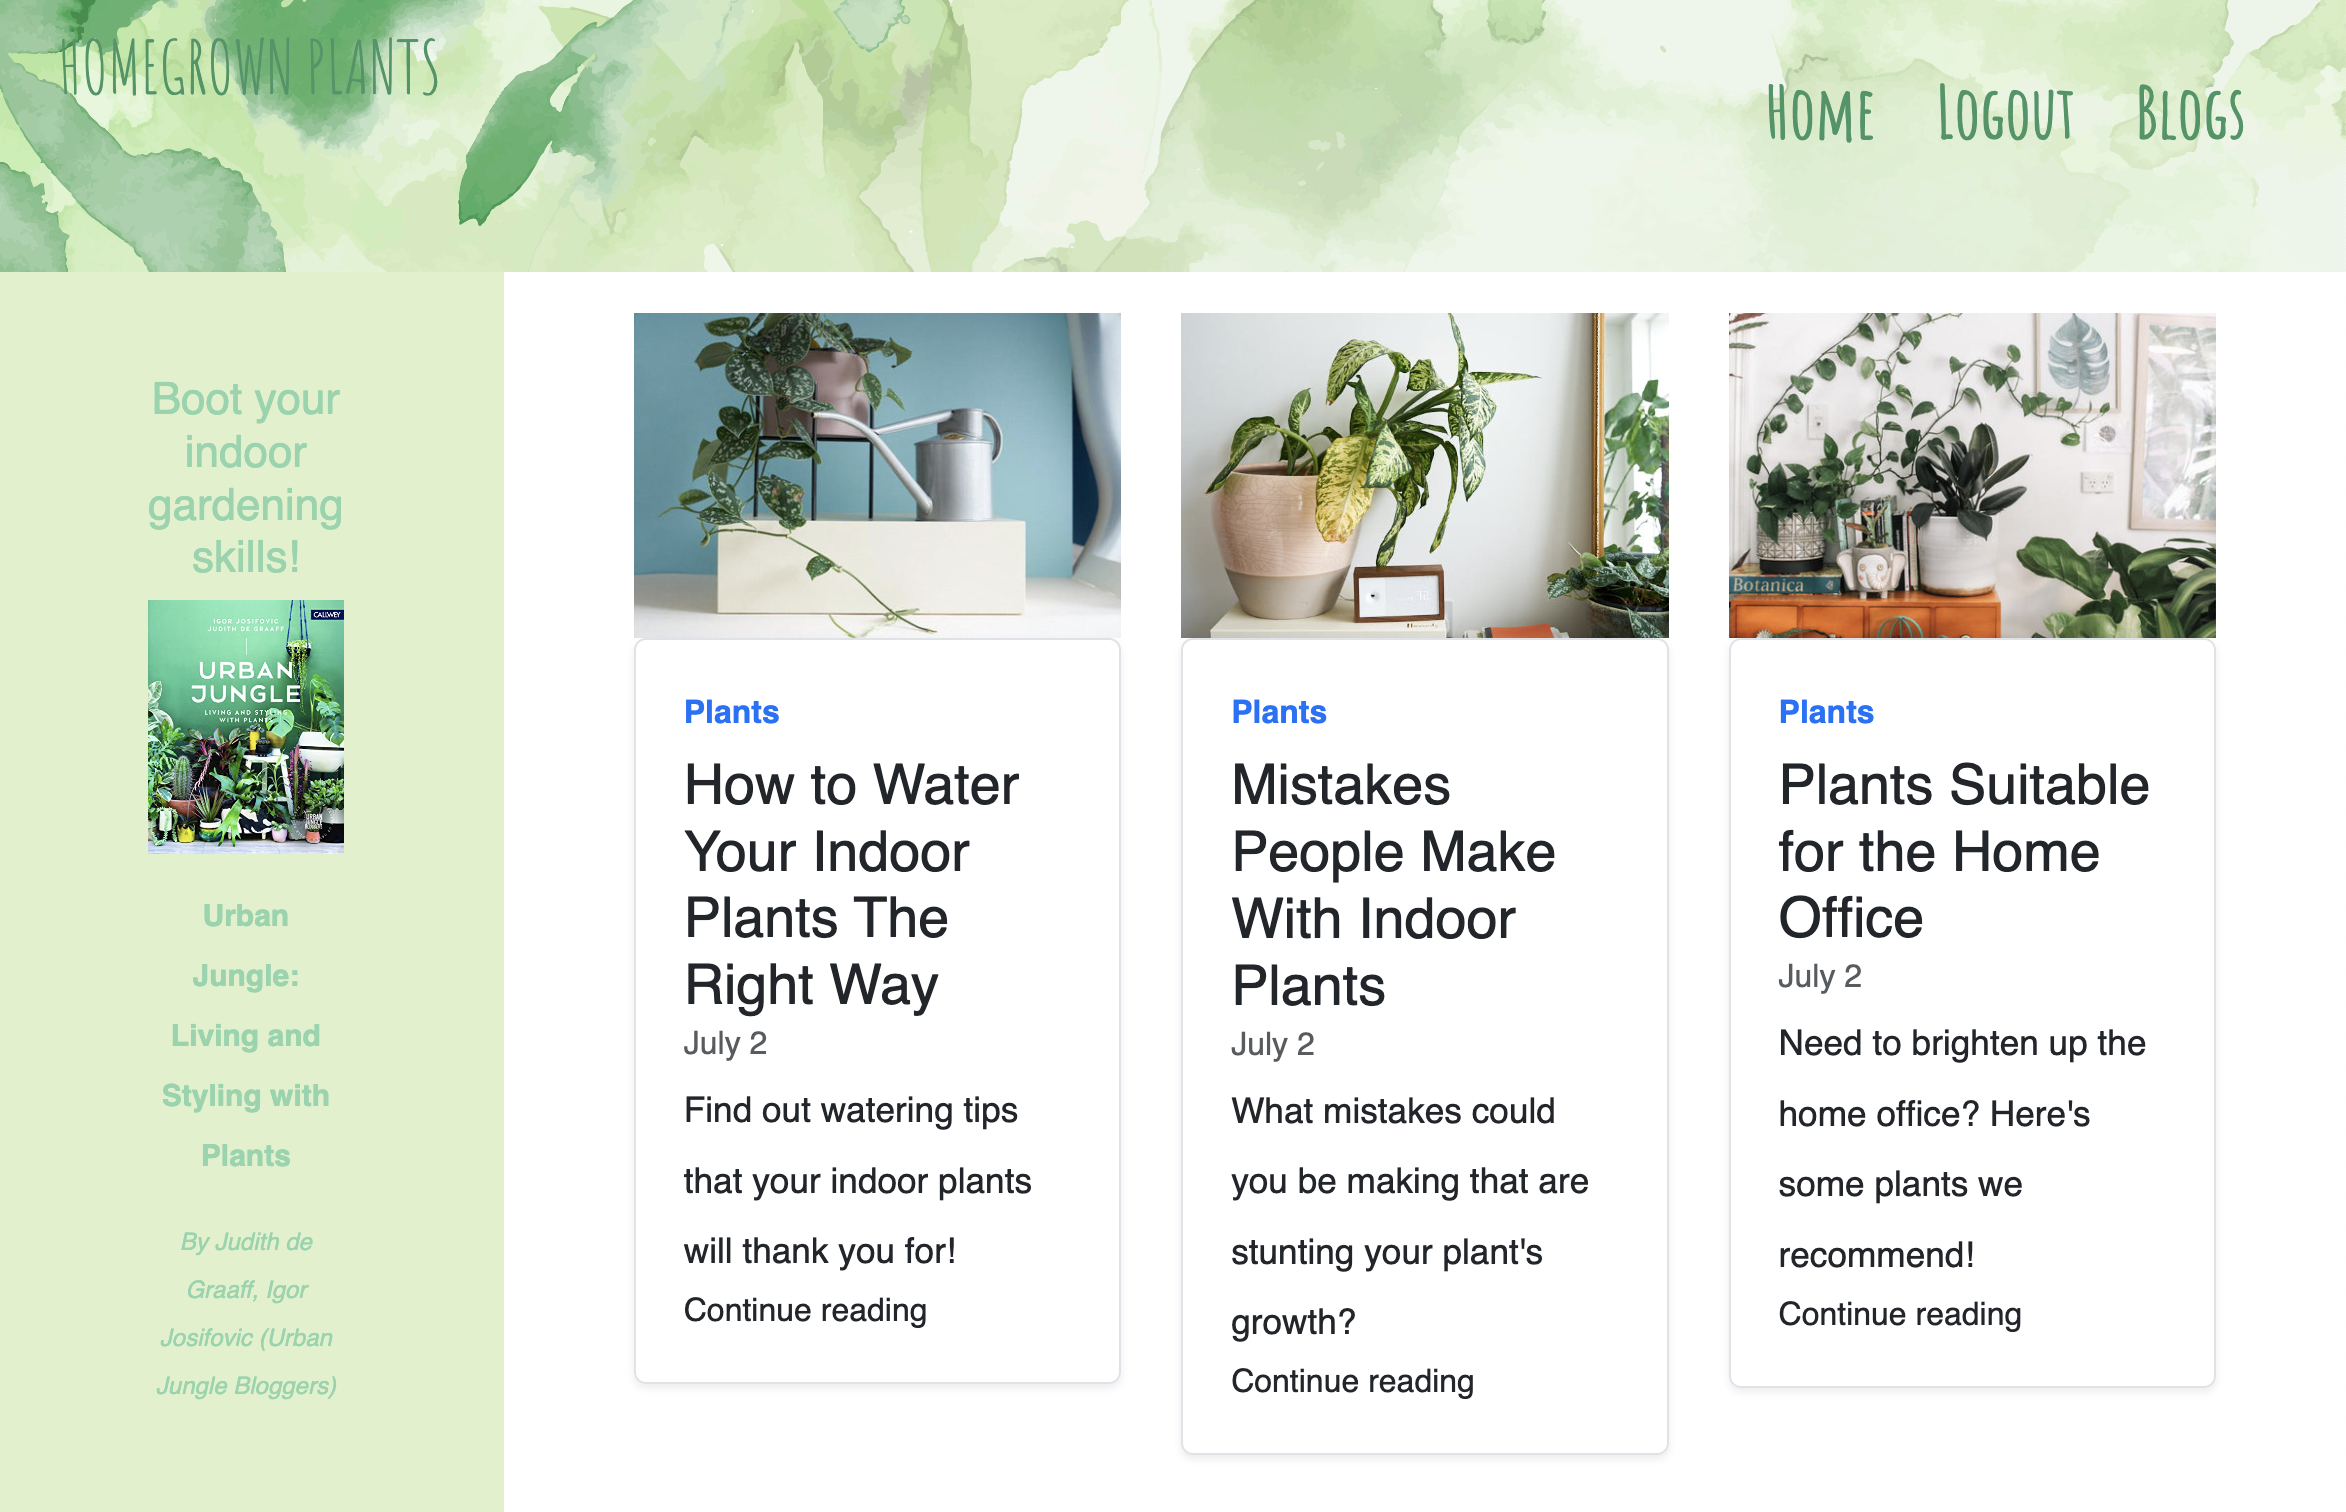 HOMEGROWN PLANTS
Home Logout Blogs
Boot your
indoor
gardening
skills!
CALLWEY
IGOR JOSIFOVIC
JUDITH DE GRAAFF
URBAN
JUNGLE
LIVING AND STYLING
WITH PLANTS
URBAN
JUNGLE
Urban
Jungle:
Living and
Styling with
Plants
By Judith de
Graaff, Igor
Josifovic (Urban
Jungle Bloggers)
Plants
How to Water
Your Indoor
Plants The
Right Way
July 2
Find out watering tips
that your indoor plants
will thank you for!
Continue reading
Plants
Mistakes
People Make
With Indoor
Plants
July 2
What mistakes could
you be making that are
stunting your plant's
growth?
Continue reading
Botanica
Plants
Plants Suitable
for the Home
Office
July 2
Need to brighten up the
home office? Here's
some plants we
recommend!
Continue reading